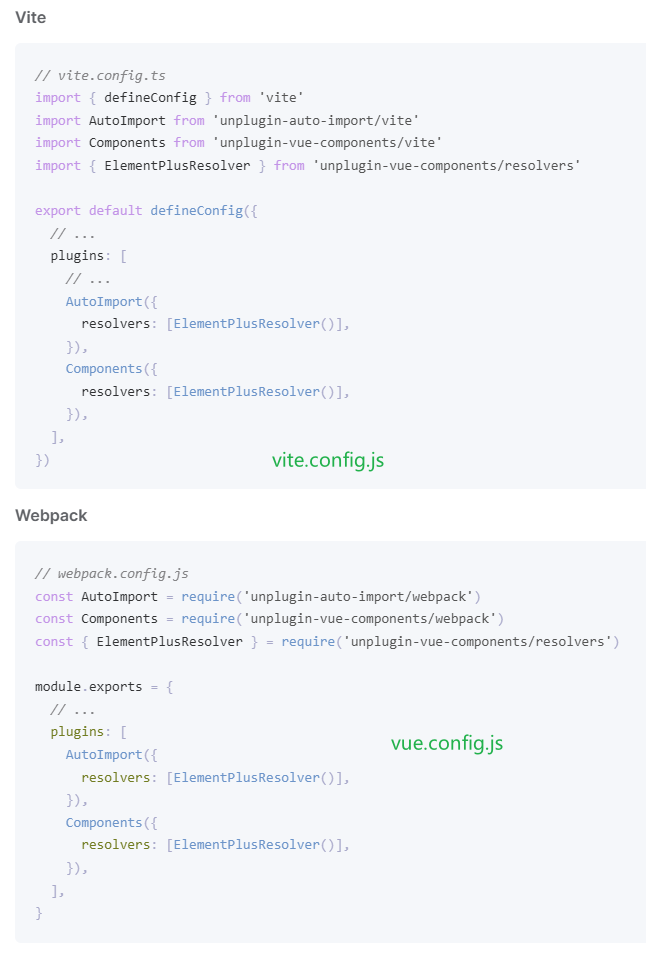 Vite
// vite.config.ts
import { defineConfig } from 'vite'
import AutoImport from 'unplugin-auto-import/vite'
import Components from 'unplugin-vue-components/vite'
import { ElementPlusResolver } from 'unplugin-vue-components/resolvers'

export default defineConfig({
  // ...
  plugins: [
    // ...
    AutoImport({
      resolvers: [ElementPlusResolver()],
    }),
    Components({
      resolvers: [ElementPlusResolver()],
    }),
  ],
})
vite.config.js
Webpack
// webpack.config.js
const AutoImport = require('unplugin-auto-import/webpack')
const Components = require('unplugin-vue-components/webpack')
const { ElementPlusResolver } = require('unplugin-vue-components/resolvers')

module.exports = {
  // ...
  plugins: [
vue.config.js
    AutoImport({
      resolvers: [ElementPlusResolver()],
    }),
    Components({
      resolvers: [ElementPlusResolver()],
    }),
  ],
}